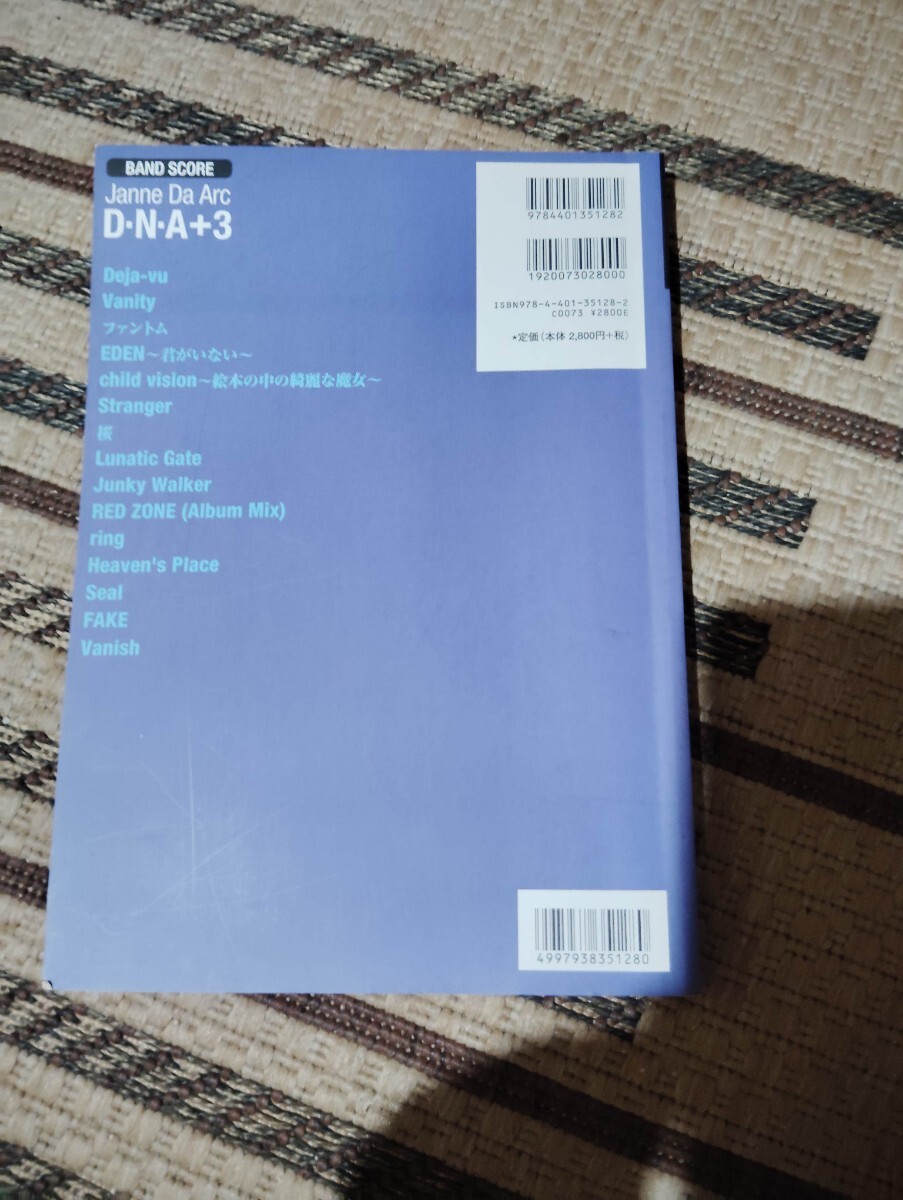 BAND SCORE
Janne Da Arc
D·N·A+3
Deja-vu
Vanity
ファントム
EDEN～君がいない～
child vision～絵本の中の綺麗な魔女～
Stranger
桜
Lunatic Gate
Junky Walker
RED ZONE (Album Mix)
ring
Heaven's Place
Seal
FAKE
Vanish
9784401351282
1920073028000
ISBN978-4-401-35128-2
C0073 ¥2800E
★定価(本体 2,800円+税)
4997938351280